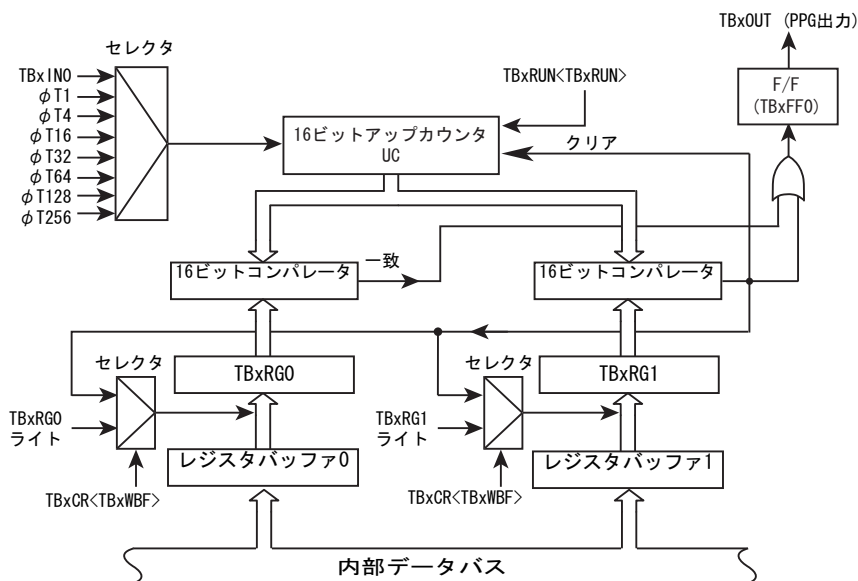 TBxOUT (PPG出力)
セレクタ
TBxIN0
φT1
φT4
φT16
φT32
φT64
φT128
φT256
TBxRUN<TBxRUN>
F/F
(TBxFF0)
16ビットアップカウンタ
UC
クリア
16ビットコンパレータ
一致
16ビットコンパレータ
セレクタ
TBxRG0
セレクタ
TBxRG1
TBxRG0
ライト
TBxRG1
ライト
レジスタバッファ0
レジスタバッファ1
TBxCR<TBxWBF>
TBxCR<TBxWBF>
内部データバス